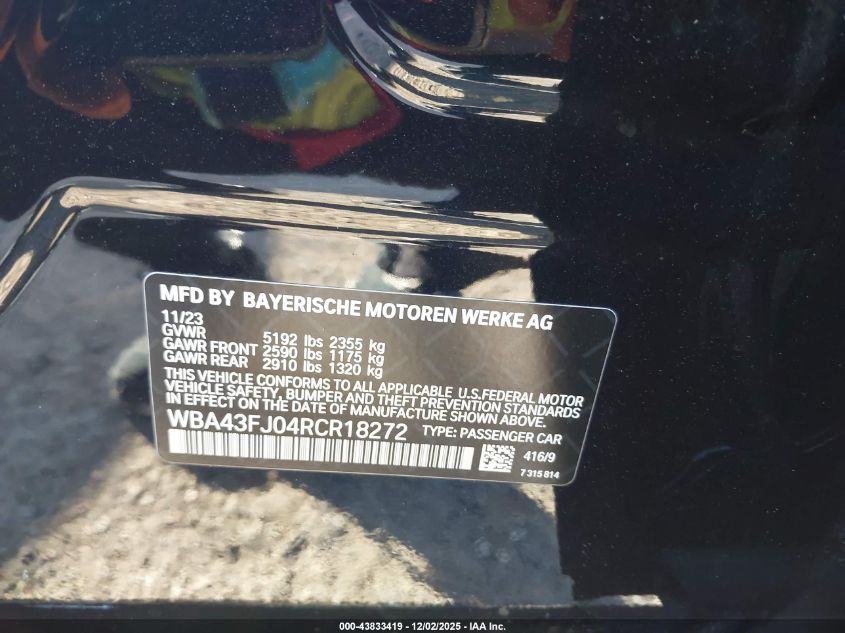 MFD BY BAYERISCHE MOTOREN WERKE AG
11/23
GVWR 5192 lbs 2355 kg
GAWR FRONT 2590 lbs 1175 kg
GAWR REAR 2910 lbs 1320 kg
THIS VEHICLE CONFORMS TO ALL APPLICABLE U.S.FEDERAL MOTOR
VEHICLE SAFETY, BUMPER AND THEFT PREVENTION STANDARDS
IN EFFECT ON THE DATE OF MANUFACTURE SHOWN ABOVE.
WBA43FJ04RCR18272 TYPE: PASSENGER CAR
416/9
7315814
000-43833419 - 12/02/2025 - IAA Inc.